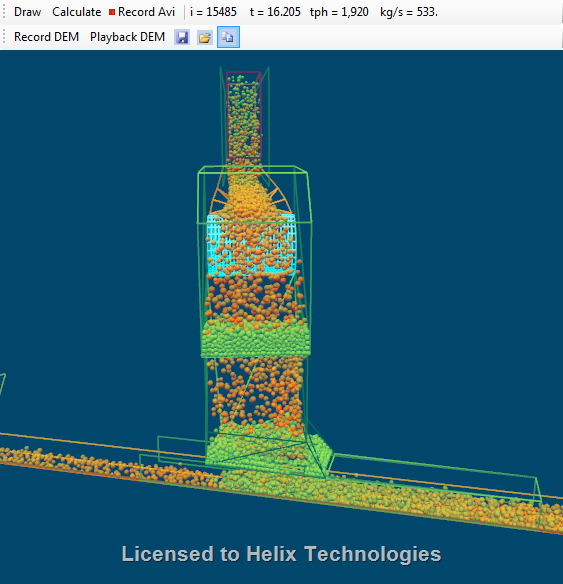 Draw Calculate Record Avi i = 15485 t = 16.205 tph = 1,920 kg/s = 533.
Record DEM Playback DEM
Licensed to Helix Technologies